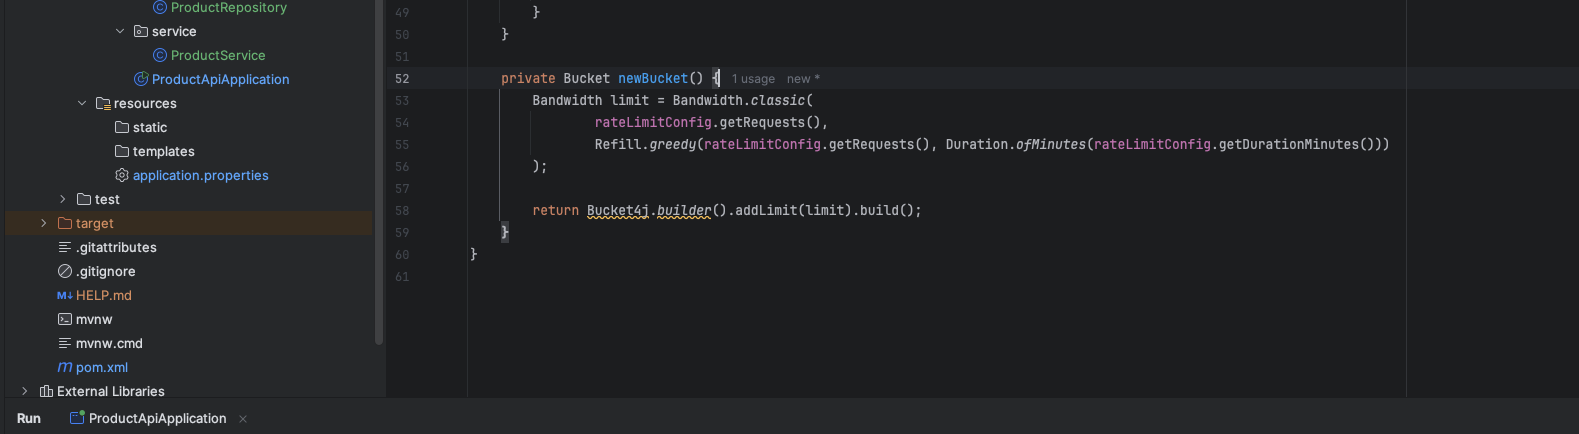 ProductRepository
service
ProductService
ProductApiApplication
resources
static
templates
application.properties
test
target
.gitattributes
.gitignore
M↓ HELP.md
mvnw
mvnw.cmd
m pom.xml
External Libraries
49 }
50 }
51
52 private Bucket newBucket() { 1 usage new *
53 Bandwidth limit = Bandwidth.classic(
54 rateLimitConfig.getRequests(),
55 Refill.greedy(rateLimitConfig.getRequests(), Duration.ofMinutes(rateLimitConfig.getDurationMinutes()))
56 );
57
58 return Bucket4j.builder().addLimit(limit).build();
59 }
60 }
61
Run ProductApiApplication